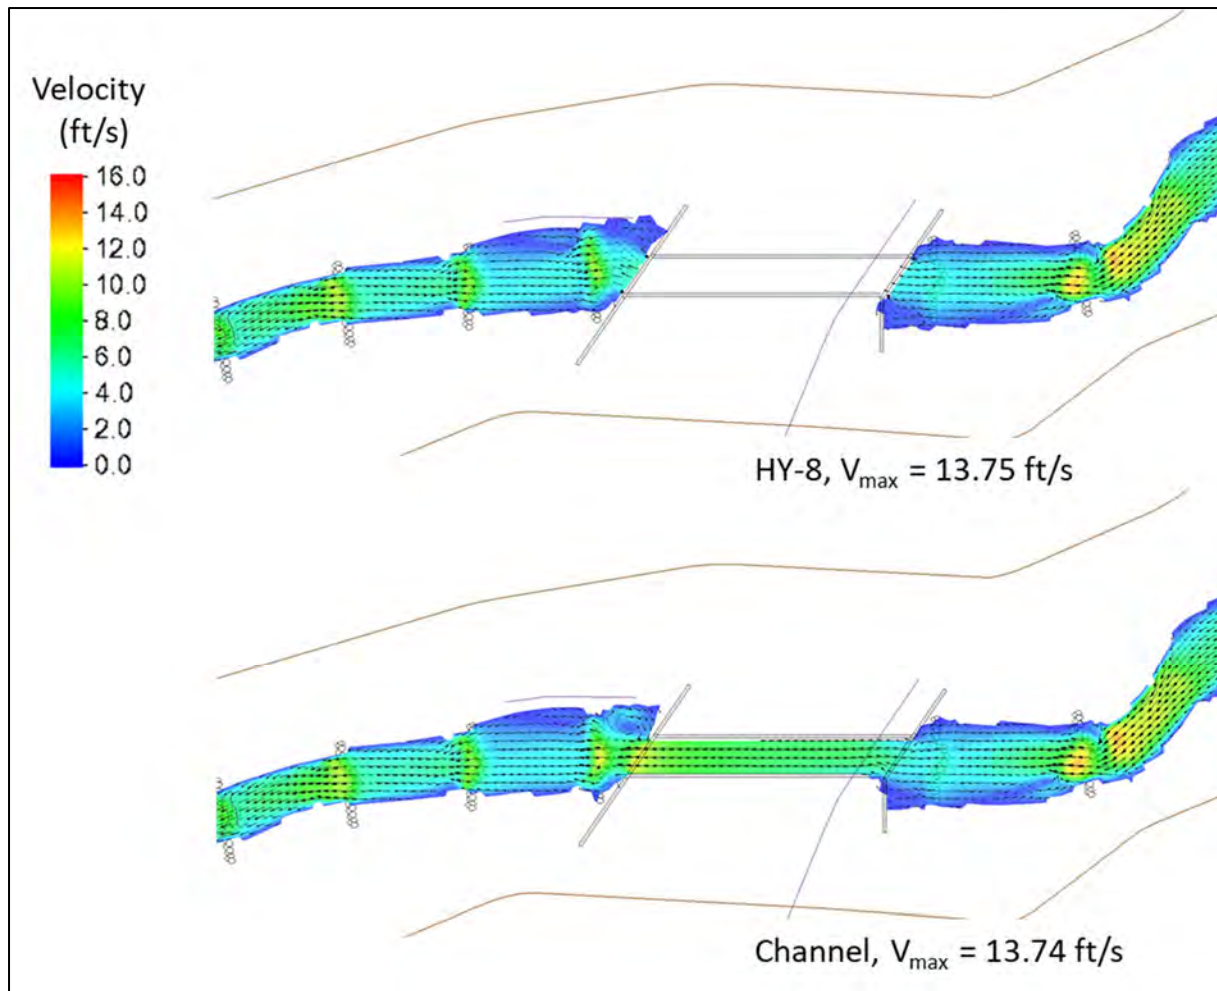 Velocity
(ft/s)
16.0
14.0
12.0
10.0
8.0
6.0
4.0
2.0
0.0
HY-8, Vmax = 13.75 ft/s
Channel, Vmax = 13.74 ft/s